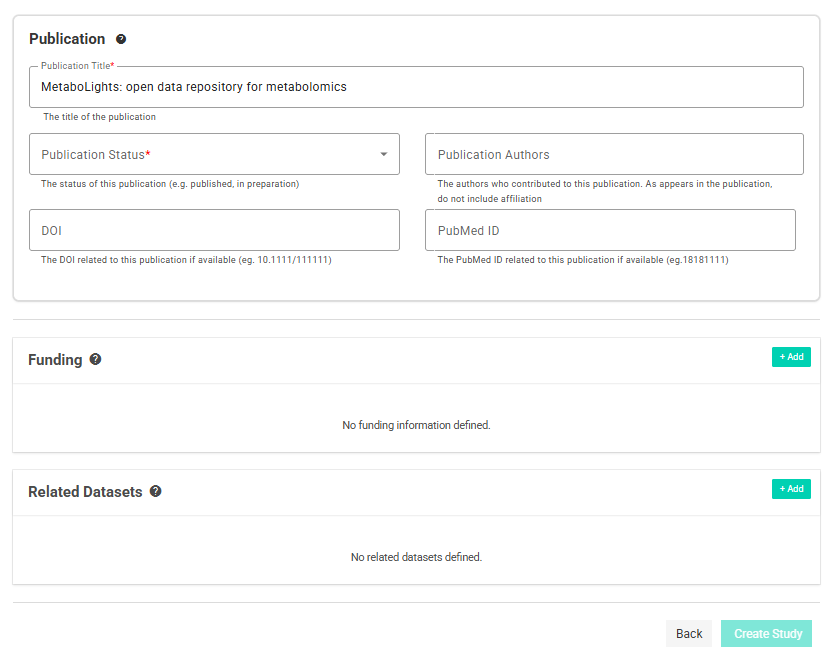 Publication ?
Publication Title*
MetaboLights: open data repository for metabolomics
The title of the publication
Publication Status*
Publication Authors
The status of this publication (e.g. published, in preparation)
The authors who contributed to this publication. As appears in the publication,
do not include affiliation
DOI
PubMed ID
The DOI related to this publication if available (eg. 10.1111/111111)
The PubMed ID related to this publication if available (eg.18181111)
Funding ?
+ Add
No funding information defined.
Related Datasets ?
+ Add
No related datasets defined.
Back
Create Study